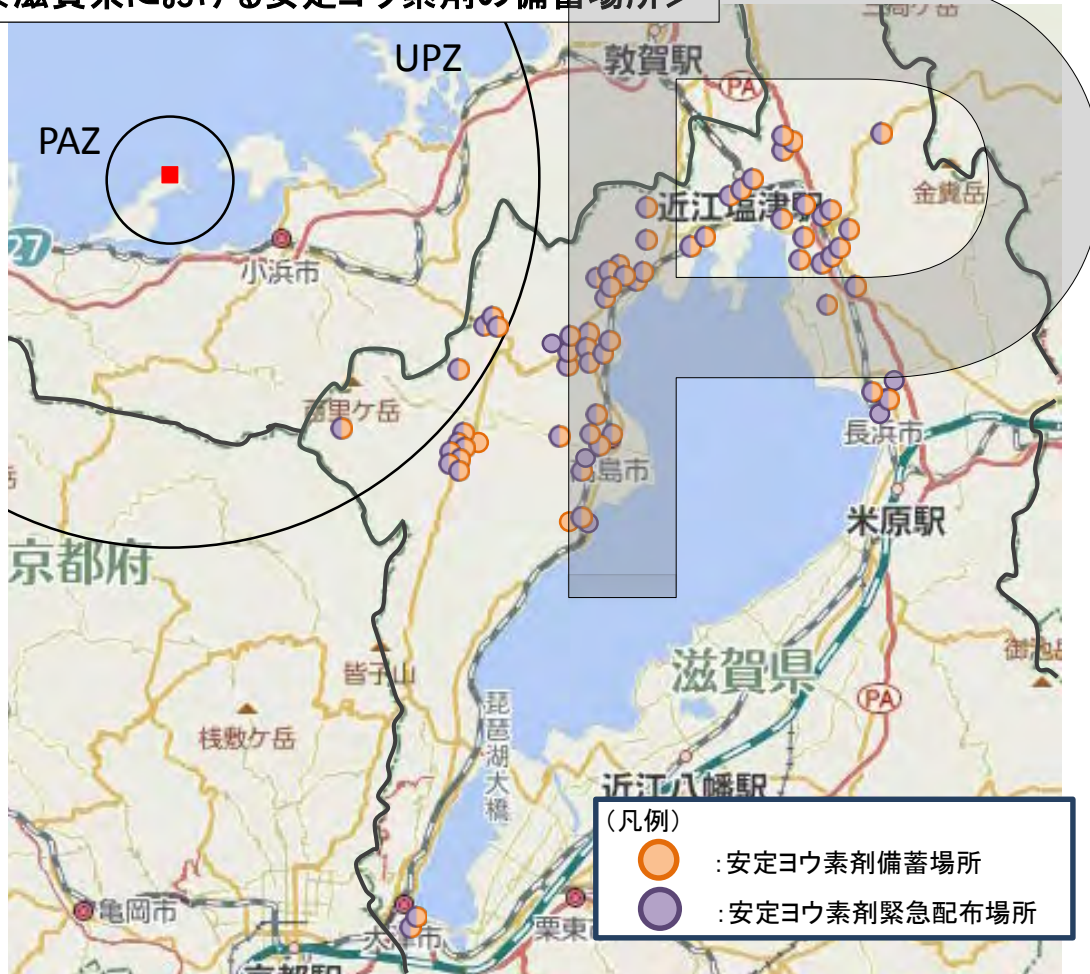 滋賀県における安定ヨウ素剤の備蓄場所>
UPZ
敦賀駅
PA
PAZ
近江塩津駅
金糞岳
27
小浜市
百里ケ岳
長浜市
高島市
米原駅
京都府
滋賀県
皆子山
PA
桟敷ケ岳
琵琶湖大橋
近江八幡駅
(凡例)
:安定ヨウ素剤備蓄場所
:安定ヨウ素剤緊急配布場所
亀岡市
大津市
栗東
京都駅